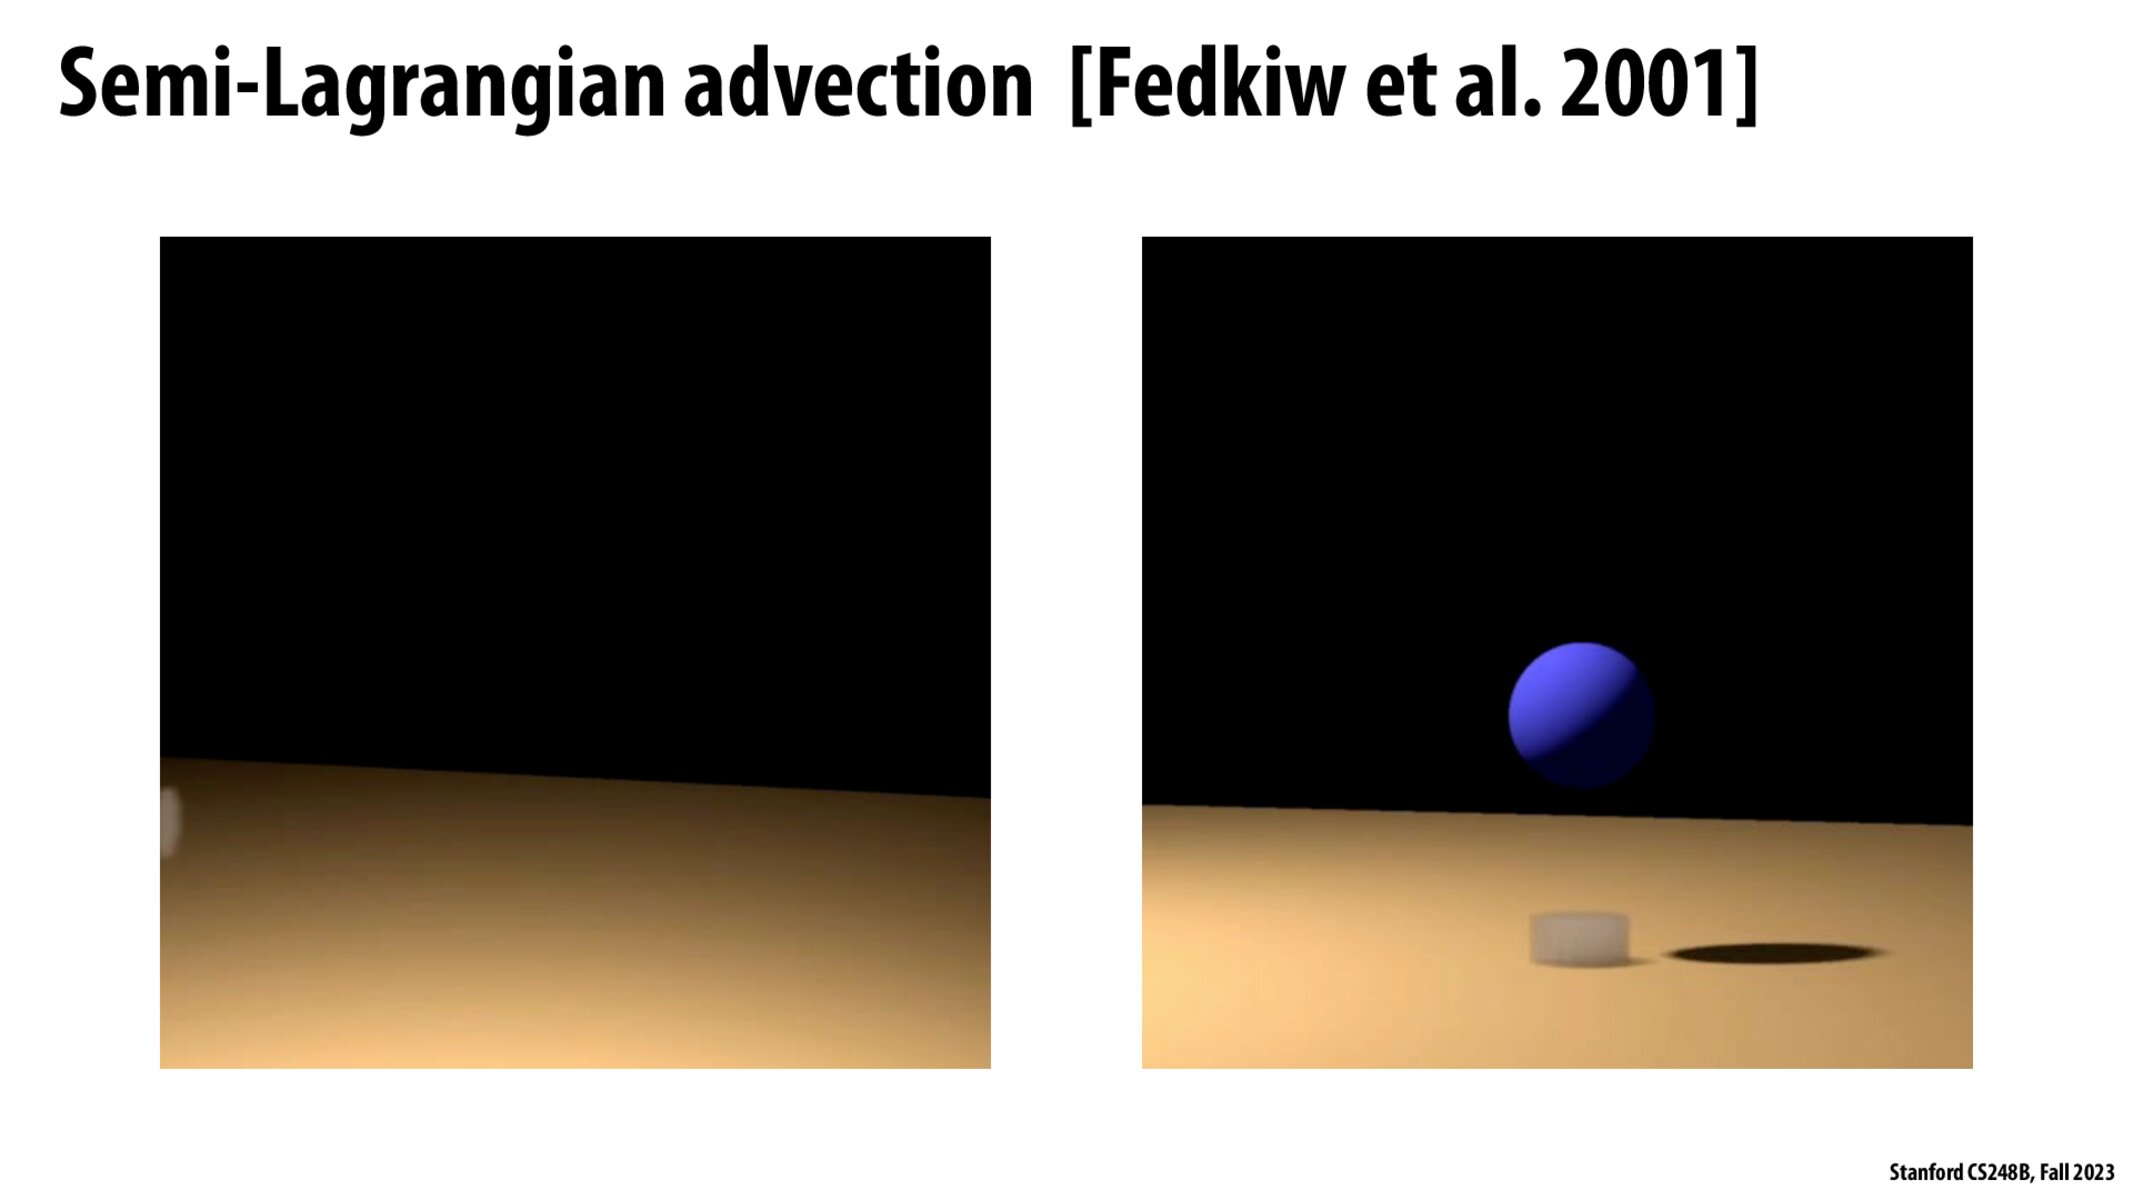 Semi-Lagrangian advection [Fedkiw et al. 2001]
Stanford CS248B, Fall 2023